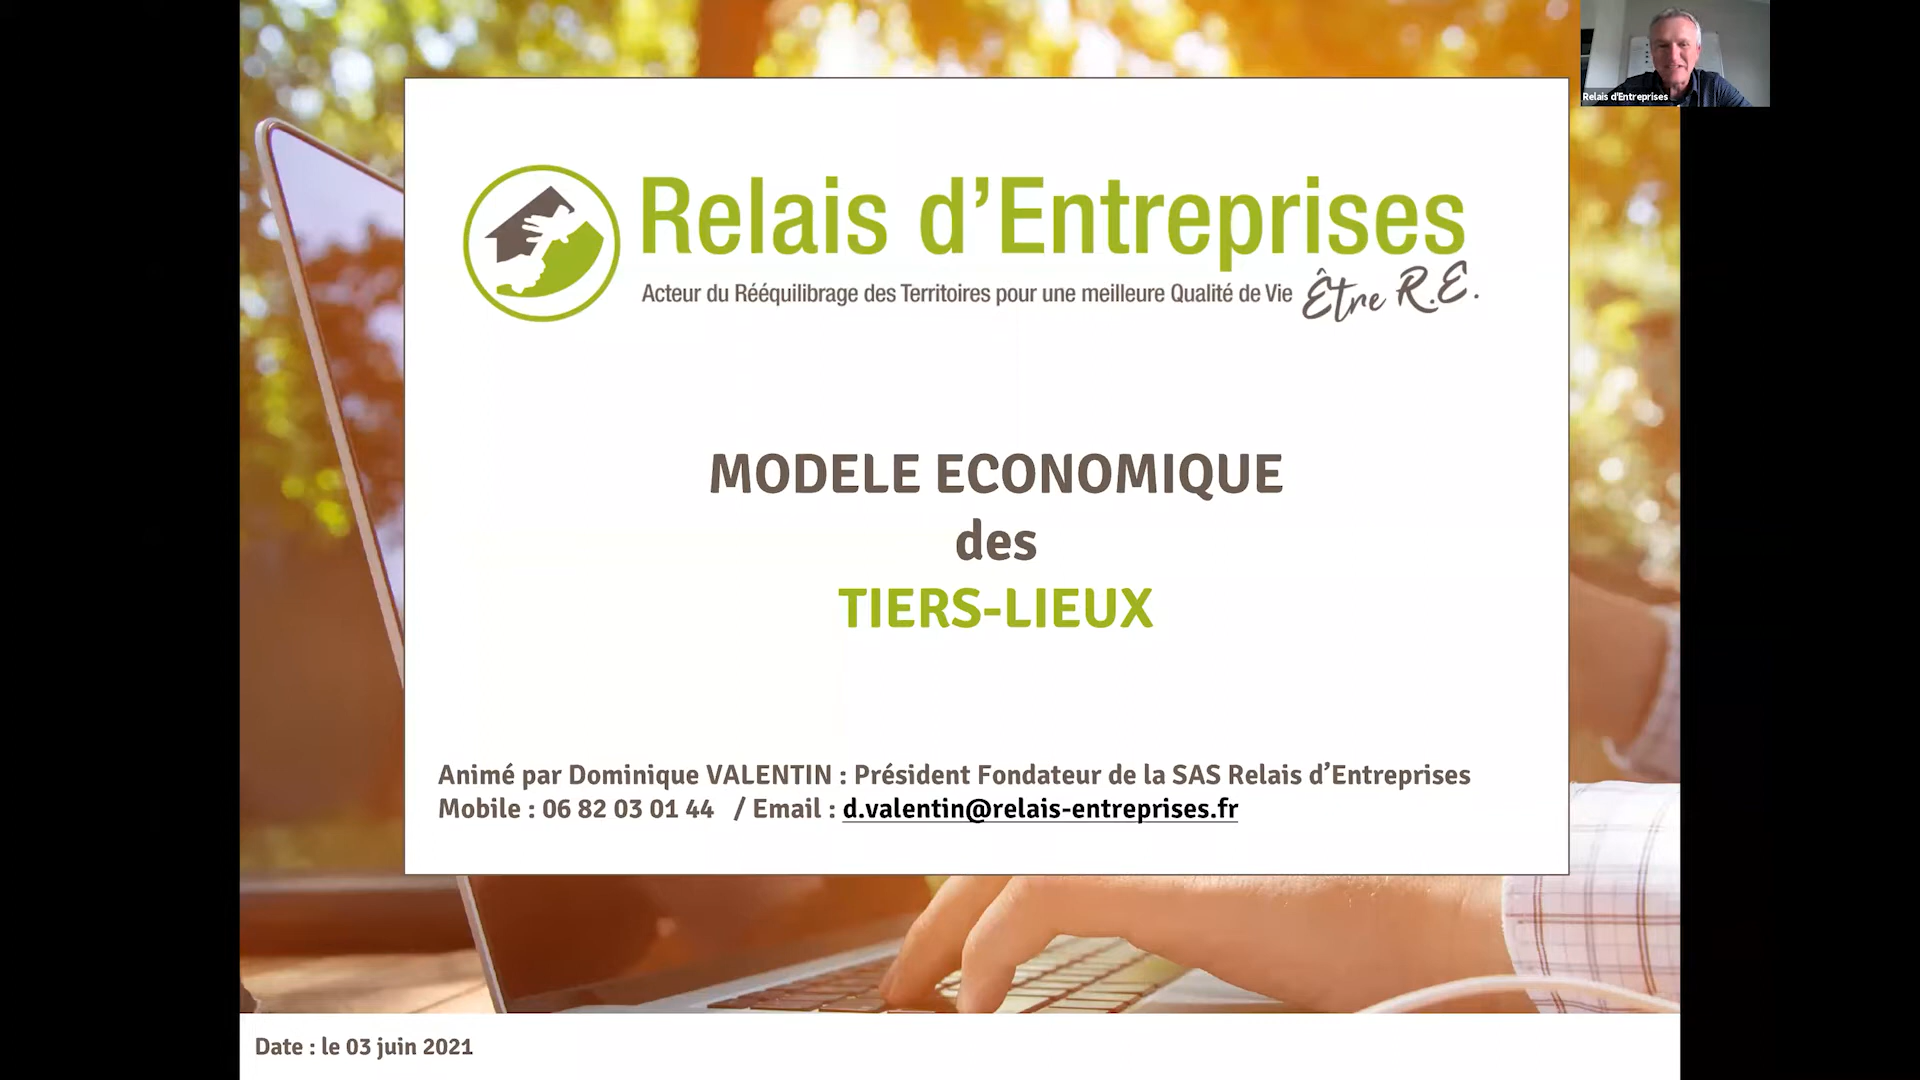 Relais d'Entreprises
Relais d’Entreprises
Acteur du Rééquilibrage des Territoires pour une meilleure Qualité de Vie Être R.E.
MODELE ECONOMIQUE
des
TIERS-LIEUX
Animé par Dominique VALENTIN : Président Fondateur de la SAS Relais d’Entreprises
Mobile : 06 82 03 01 44 / Email : d.valentin@relais-entreprises.fr
Date : le 03 juin 2021